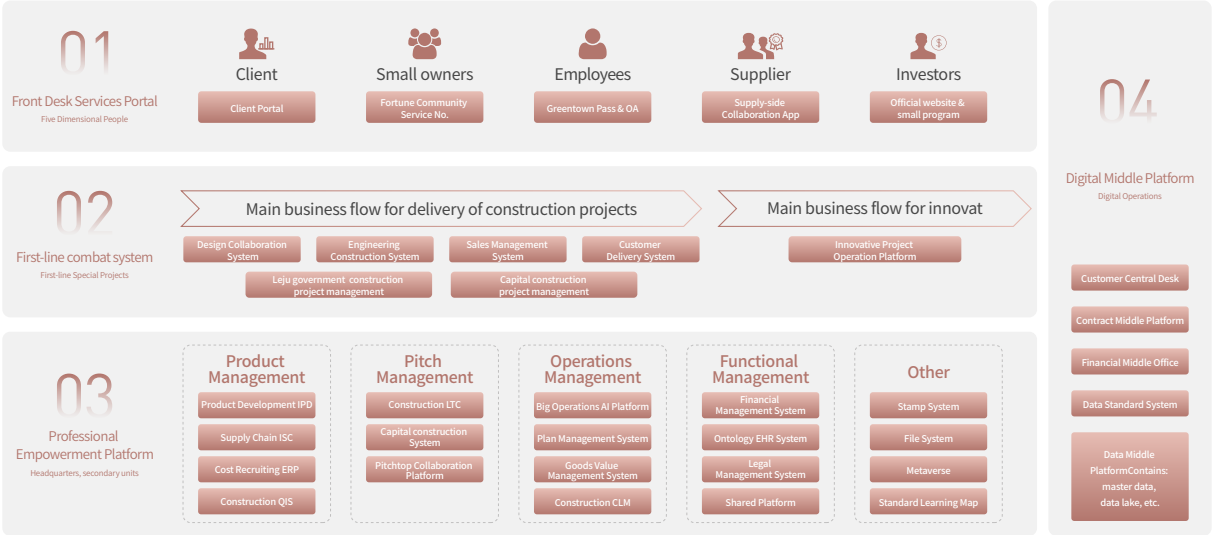 01
Front Desk Services Portal
Five Dimensional People
Client
Client Portal
Small owners
Fortune Community
Service No.
Employees
Greentown Pass & OA
Supplier
Supply-side
Collaboration App
Investors
$
Official website &
small program
02
First-line combat system
First-line Special Projects
Main business flow for delivery of construction projects
Design Collaboration
System
Engineering
Construction System
Sales Management
System
Customer
Delivery System
Leju government construction
project management
Capital construction
project management
Main business flow for innovat
Innovative Project
Operation Platform
03
Professional
Empowerment Platform
Headquarters, secondary units
Product
Management
Product Development IPD
Supply Chain ISC
Cost Recruiting ERP
Construction QIS
Pitch
Management
Construction LTC
Capital construction
System
Pitchtop Collaboration
Platform
Operations
Management
Big Operations AI Platform
Plan Management System
Goods Value
Management System
Construction CLM
Functional
Management
Financial
Management System
Ontology EHR System
Legal
Management System
Shared Platform
Other
Stamp System
File System
Metaverse
Standard Learning Map
04
Digital Middle Platform
Digital Operations
Customer Central Desk
Contract Middle Platform
Financial Middle Office
Data Standard System
Data Middle
PlatformContains:
master data,
data lake, etc.